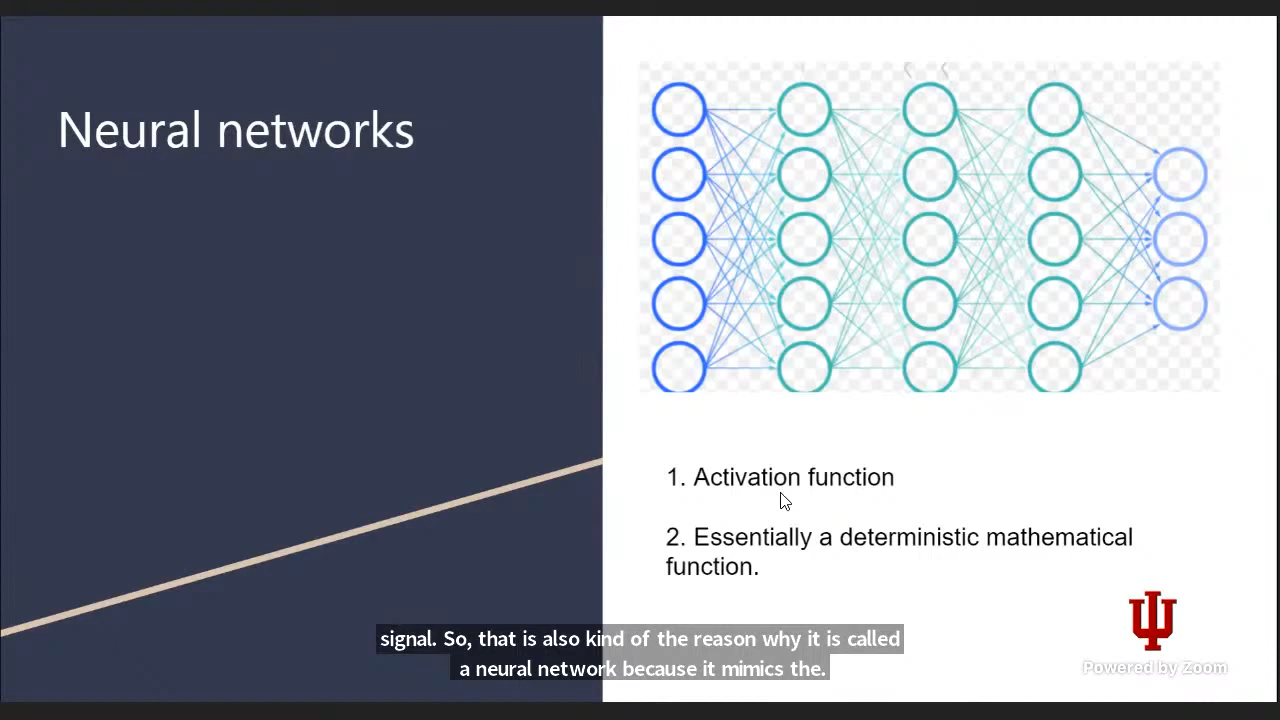 Neural networks
1. Activation function
2. Essentially a deterministic mathematical
function.
signal. So, that is also kind of the reason why it is called
a neural network because it mimics the.
Powered by Zoom